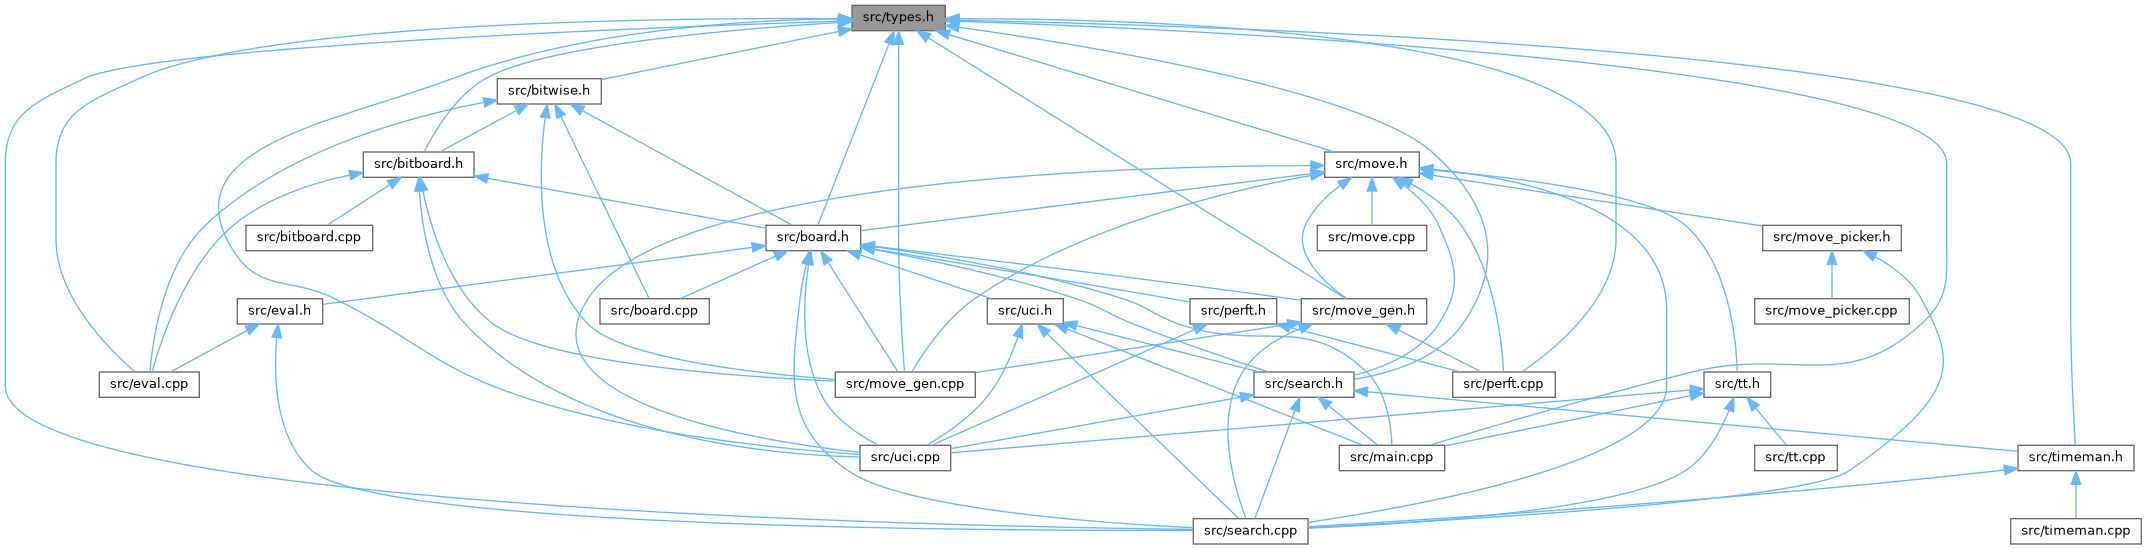 src/types.h
src/bitwise.h
src/bitboard.h
src/move.h
src/bitboard.cpp
src/board.h
src/move.cpp
src/move_picker.h
src/eval.h
src/board.cpp
src/uci.h
src/perft.h
src/move_gen.h
src/move_picker.cpp
src/eval.cpp
src/move_gen.cpp
src/search.h
src/perft.cpp
src/tt.h
src/uci.cpp
src/main.cpp
src/tt.cpp
src/timeman.h
src/search.cpp
src/timeman.cpp